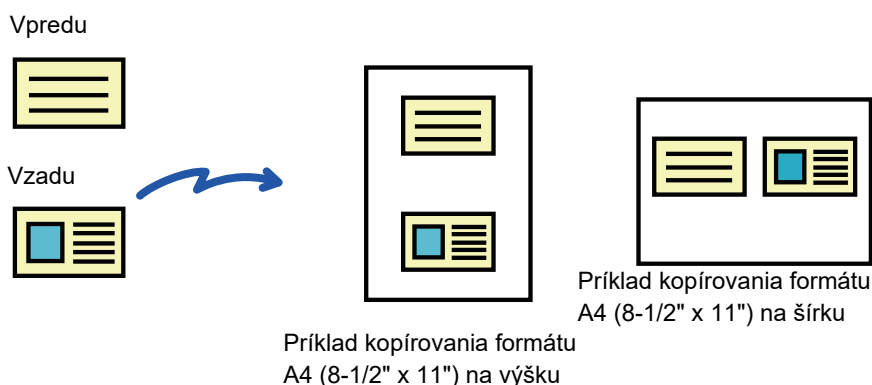 Vpredu
Vzadu
Príklad kopírovania formátu
A4 (8-1/2" x 11") na výšku
Príklad kopírovania formátu
A4 (8-1/2" x 11") na šírku